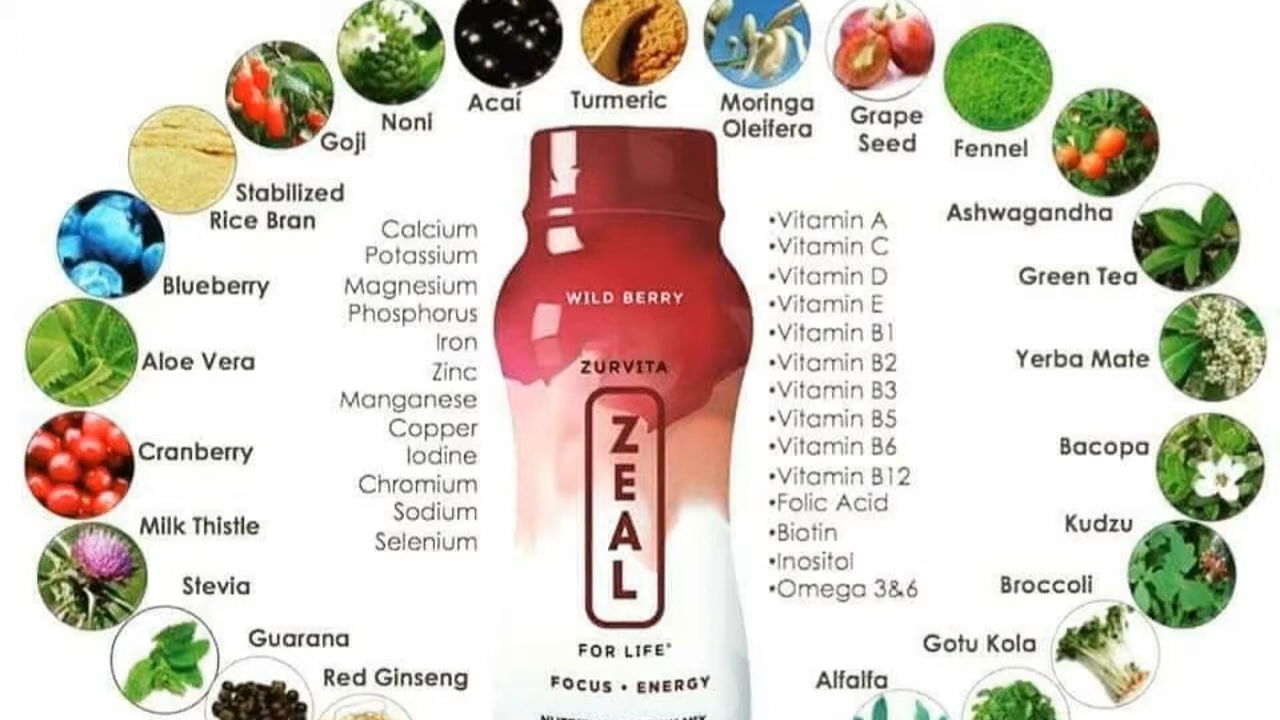 Acaí
Turmeric
Moringa
Oleifera
Grape
Seed
Noni
Goji
Fennel
Stabilized
Rice Bran
Ashwagandha
Blueberry
Green Tea
Aloe Vera
Yerba Mate
Cranberry
Bacopa
Milk Thistle
Kudzu
Stevia
Broccoli
Guarana
Gotu Kola
Red Ginseng
Alfalfa
Calcium
Potassium
Magnesium
Phosphorus
Iron
Zinc
Manganese
Copper
Iodine
Chromium
Sodium
Selenium
WILD BERRY
ZURVITA
ZEAL
FOR LIFE®
FOCUS • ENERGY
•Vitamin A
•Vitamin C
•Vitamin D
•Vitamin E
•Vitamin B1
•Vitamin B2
•Vitamin B3
•Vitamin B5
•Vitamin B6
•Vitamin B12
•Folic Acid
•Biotin
•Inositol
•Omega 3&6